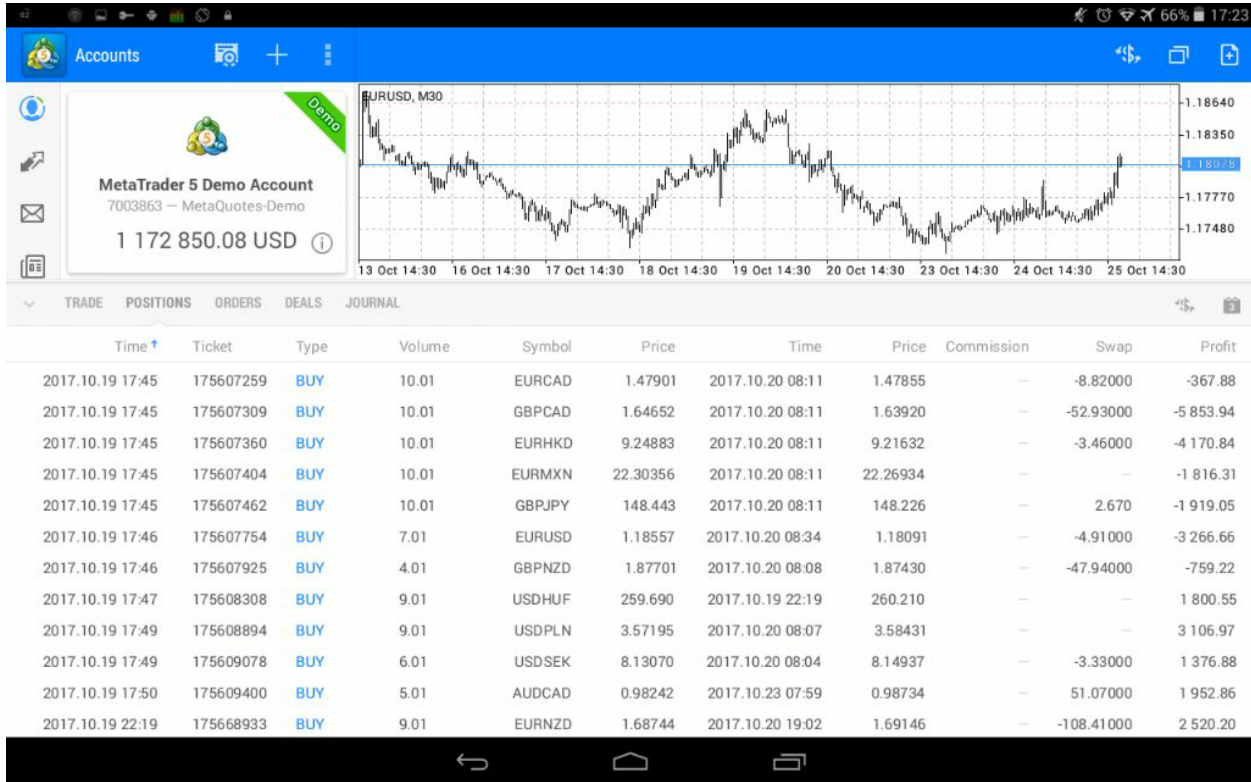 66% 17:23
Accounts
Demo
MetaTrader 5 Demo Account
7003863 — MetaQuotes-Demo
1 172 850.08 USD
EURUSD, M30
1.18640
1.18350
1.18078
1.17770
1.17480
13 Oct 14:30 16 Oct 14:30 17 Oct 14:30 18 Oct 14:30 19 Oct 14:30 20 Oct 14:30 23 Oct 14:30 24 Oct 14:30 25 Oct 14:30
TRADE POSITIONS ORDERS DEALS JOURNAL
Time Ticket Type Volume Symbol Price Time Price Commission Swap Profit
2017.10.19 17:45 175607259 BUY 10.01 EURCAD 1.47901 2017.10.20 08:11 1.47855 — -8.82000 -367.88
2017.10.19 17:45 175607309 BUY 10.01 GBPCAD 1.64652 2017.10.20 08:11 1.63920 — -52.93000 -5 853.94
2017.10.19 17:45 175607360 BUY 10.01 EURHKD 9.24883 2017.10.20 08:11 9.21632 — -3.46000 -4 170.84
2017.10.19 17:45 175607404 BUY 10.01 EURMXN 22.30356 2017.10.20 08:11 22.26934 — — -1 816.31
2017.10.19 17:45 175607462 BUY 10.01 GBPJPY 148.443 2017.10.20 08:11 148.226 — 2.670 -1 919.05
2017.10.19 17:46 175607754 BUY 7.01 EURUSD 1.18557 2017.10.20 08:34 1.18091 — -4.91000 -3 266.66
2017.10.19 17:46 175607925 BUY 4.01 GBPNZD 1.87701 2017.10.20 08:08 1.87430 — -47.94000 -759.22
2017.10.19 17:47 175608308 BUY 9.01 USDHUF 259.690 2017.10.19 22:19 260.210 — — 1 800.55
2017.10.19 17:49 175608894 BUY 9.01 USDPLN 3.57195 2017.10.20 08:07 3.58431 — — 3 106.97
2017.10.19 17:49 175609078 BUY 6.01 USDSEK 8.13070 2017.10.20 08:04 8.14937 — -3.33000 1 376.88
2017.10.19 17:50 175609400 BUY 5.01 AUDCAD 0.98242 2017.10.23 07:59 0.98734 — 51.07000 1 952.86
2017.10.19 22:19 175668933 BUY 9.01 EURNZD 1.68744 2017.10.20 19:02 1.69146 — -108.41000 2 520.20